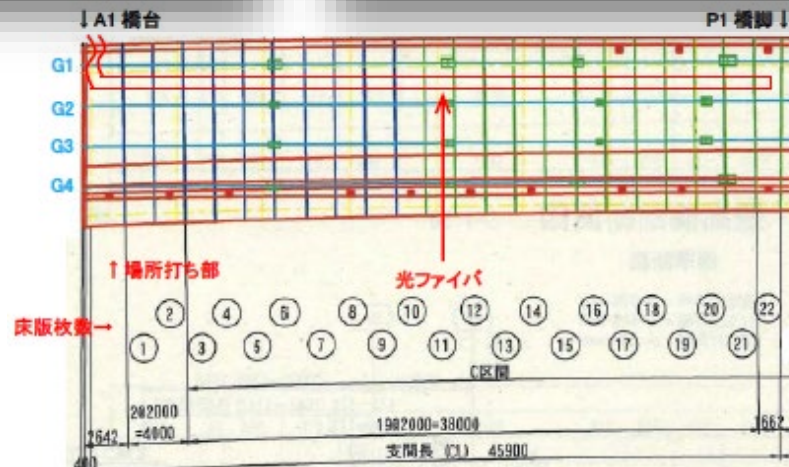 ↓A1 橋台
P1 橋脚↓
G1
G2
G3
G4
↑場所打ち部
光ファイバ
床版枚数→
② ④ ⑥ ⑧ ⑩ ⑫ ⑭ ⑯ ⑱ ⑳ ㉒
① ③ ⑤ ⑦ ⑨ ⑪ ⑬ ⑮ ⑰ ⑲ ㉑
C区間
2@2000
=4000
19@2000=38000
2642
1662
支間長 (CL) 45900